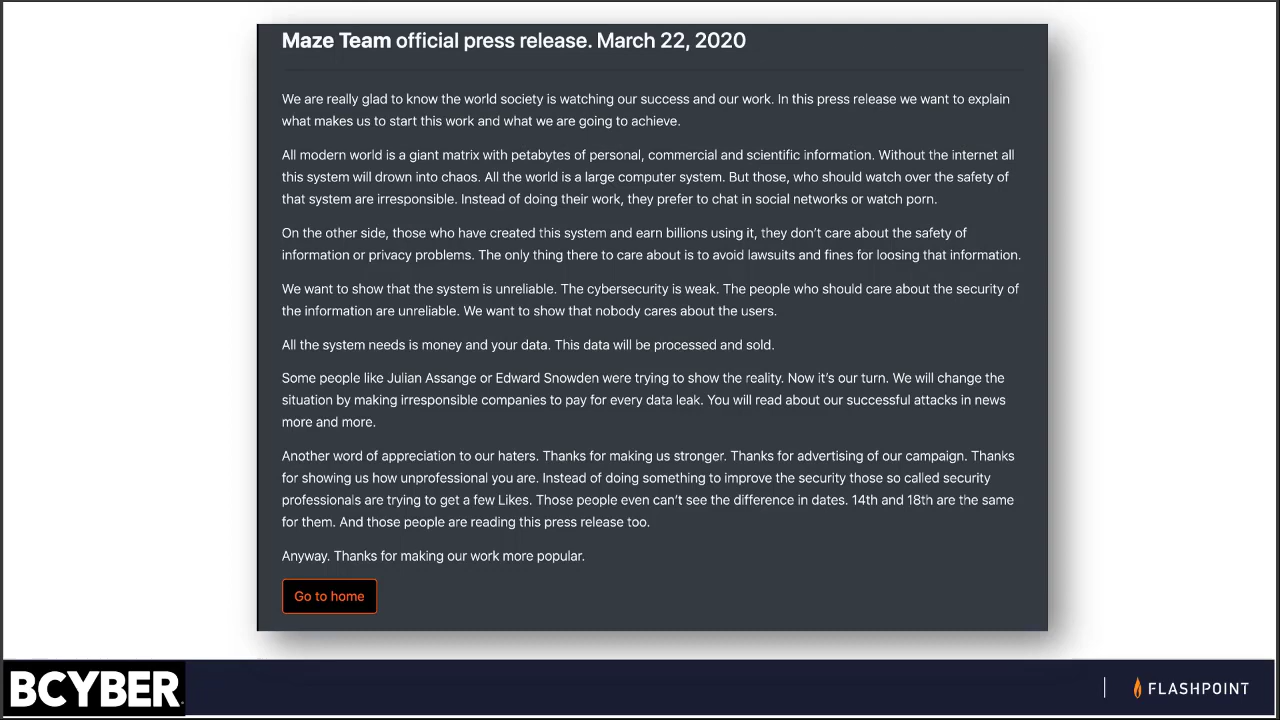 Maze Team official press release. March 22, 2020
We are really glad to know the world society is watching our success and our work. In this press release we want to explain
what makes us to start this work and what we are going to achieve.
All modern world is a giant matrix with petabytes of personal, commercial and scientific information. Without the internet all
this system will drown into chaos. All the world is a large computer system. But those, who should watch over the safety of
that system are irresponsible. Instead of doing their work, they prefer to chat in social networks or watch porn.
On the other side, those who have created this system and earn billions using it, they don't care about the safety of
information or privacy problems. The only thing there to care about is to avoid lawsuits and fines for loosing that information.
We want to show that the system is unreliable. The cybersecurity is weak. The people who should care about the security of
the information are unreliable. We want to show that nobody cares about the users.
All the system needs is money and your data. This data will be processed and sold.
Some people like Julian Assange or Edward Snowden were trying to show the reality. Now it's our turn. We will change the
situation by making irresponsible companies to pay for every data leak. You will read about our successful attacks in news
more and more.
Another word of appreciation to our haters. Thanks for making us stronger. Thanks for advertising of our campaign. Thanks
for showing us how unprofessional you are. Instead of doing something to improve the security those so called security
professionals are trying to get a few Likes. Those people even can't see the difference in dates. 14th and 18th are the same
for them. And those people are reading this press release too.
Anyway. Thanks for making our work more popular.
Go to home
BCYBER.
FLASHPOINT